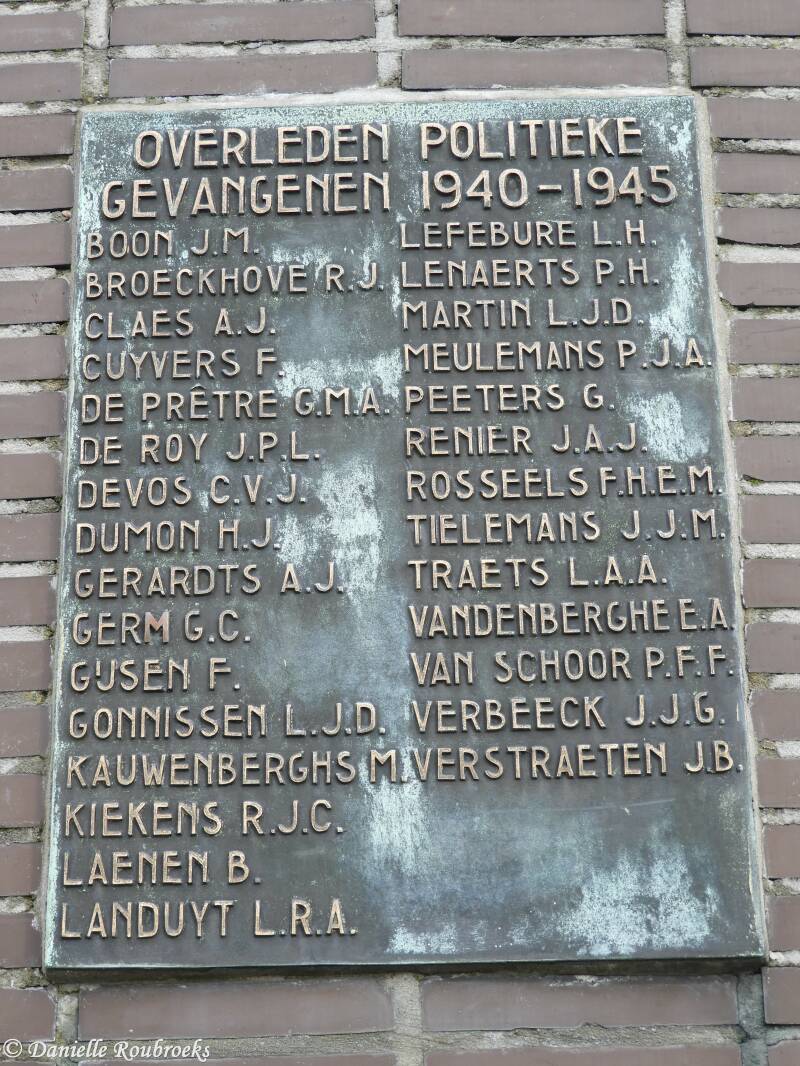 OVERLEDEN POLITIEKE
GEVANGENEN 1940-1945
BOON J.M.
BROECKHOVE R.J.
CLAES A.J.
CUYVERS F.
DE PRÊTRE G.M.A.
DE ROY J.P.L.
DEVOS C.V.J.
DUMON H.J.
GERARDTS A.J.
GERM G.C.
GIJSEN F.
GONNISSEN L.J.D.
KAUWENBERGHS M.
KIEKENS R.J.C.
LAENEN B.
LANDUYT L.R.A.
LEFEBURE L.H.
LENAERTS P.H.
MARTIN L.J.D.
MEULEMANS P.J.A.
PEETERS G.
RENIER J.A.J.
ROSSEELS F.H.E.M.
TIELEMANS J.J.M.
TRAETS L.A.A.
VANDENBERGHE E.A.
VAN SCHOOR P.F.F.
VERBEECK J.J.G.
VERSTRAETEN J.B.
© Danielle Roubroeks